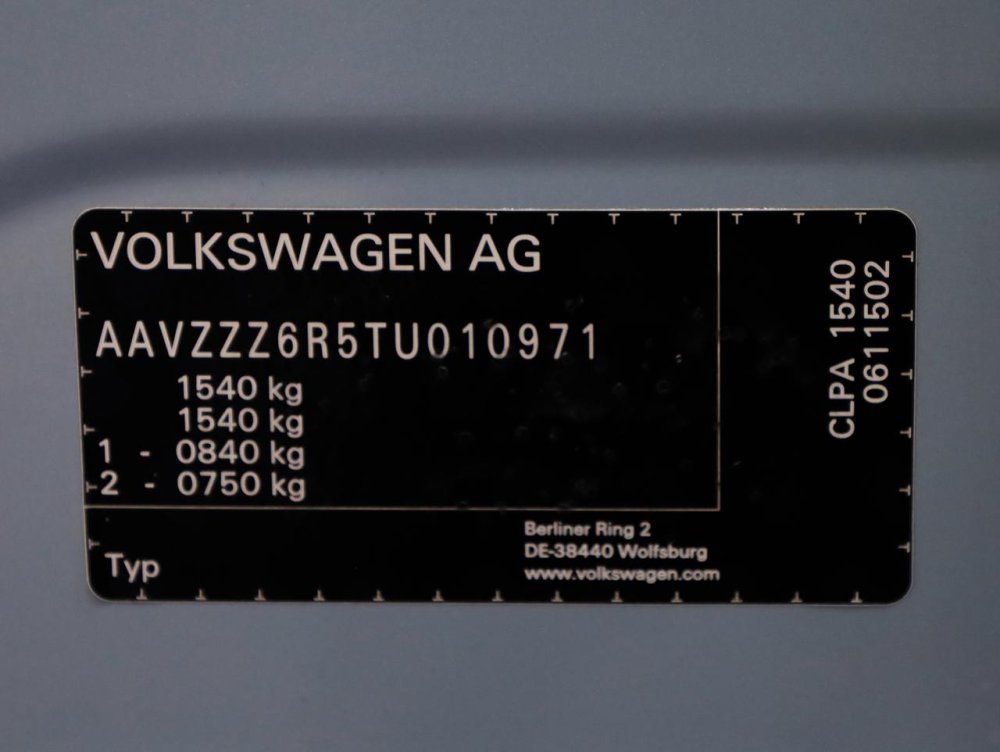 VOLKSWAGEN AG
AAVZZZ6R5TU010971
1540 kg
1540 kg
1 - 0840 kg
2 - 0750 kg
Typ
Berliner Ring 2
DE-38440 Wolfsburg
www.volkswagen.com
CLPA 1540
0611502